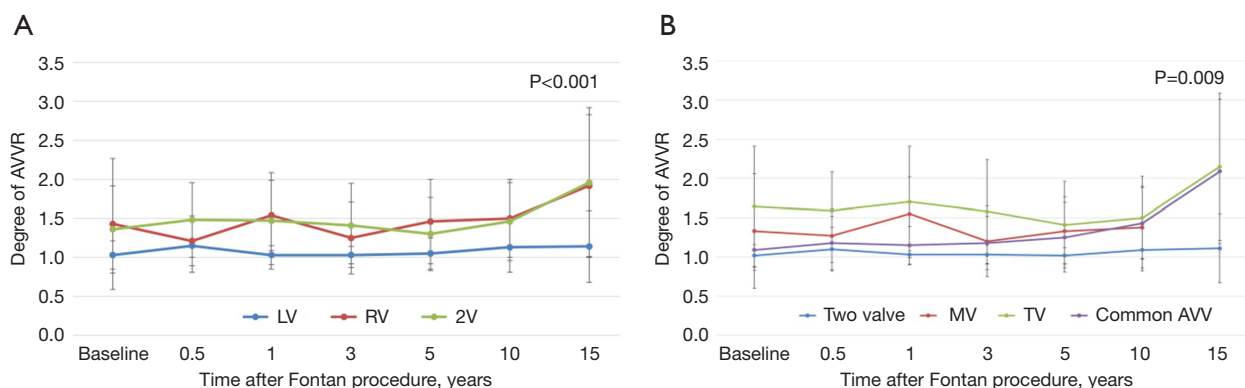 A
Degree of AVVR
3.5
3.0
2.5
2.0
1.5
1.0
0.5
0.0
P<0.001
LV RV 2V
Baseline 0.5 1 3 5 10 15
Time after Fontan procedure, years
B
Degree of AVVR
3.5
3.0
2.5
2.0
1.5
1.0
0.5
0.0
P=0.009
Two valve MV TV Common AVV
Baseline 0.5 1 3 5 10 15
Time after Fontan procedure, years